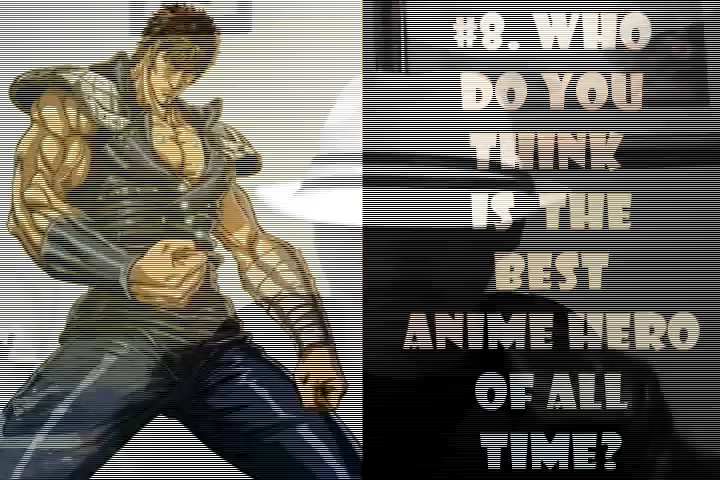 #8. WHO
DO YOU
THINK
IS THE
BEST
ANIME HERO
OF ALL
TIME?